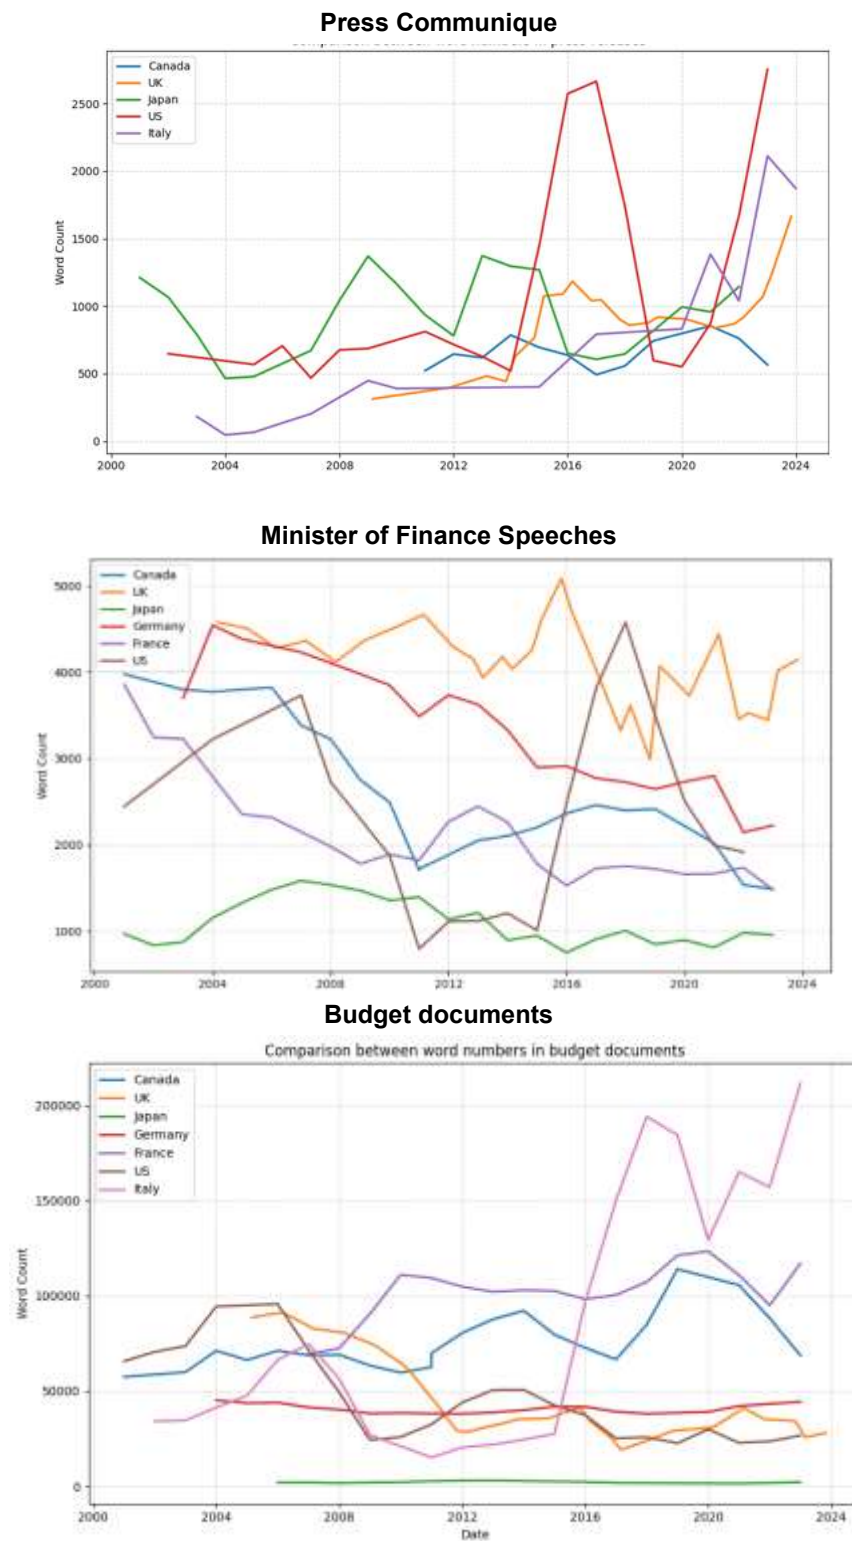 Press Communique
Canada
UK
Japan
US
Italy
2500
2000
1500
1000
500
0
Word Count
2000
2004
2008
2012
2016
2020
2024
Minister of Finance Speeches
Canada
UK
Japan
Germany
France
US
5000
4000
3000
2000
1000
Word Count
2000
2004
2008
2012
2016
2020
2024
Budget documents
Comparison between word numbers in budget documents
Canada
UK
Japan
Germany
France
US
Italy
200000
150000
100000
50000
0
Word Count
2000
2004
2008
2012
2016
2020
2024
Date